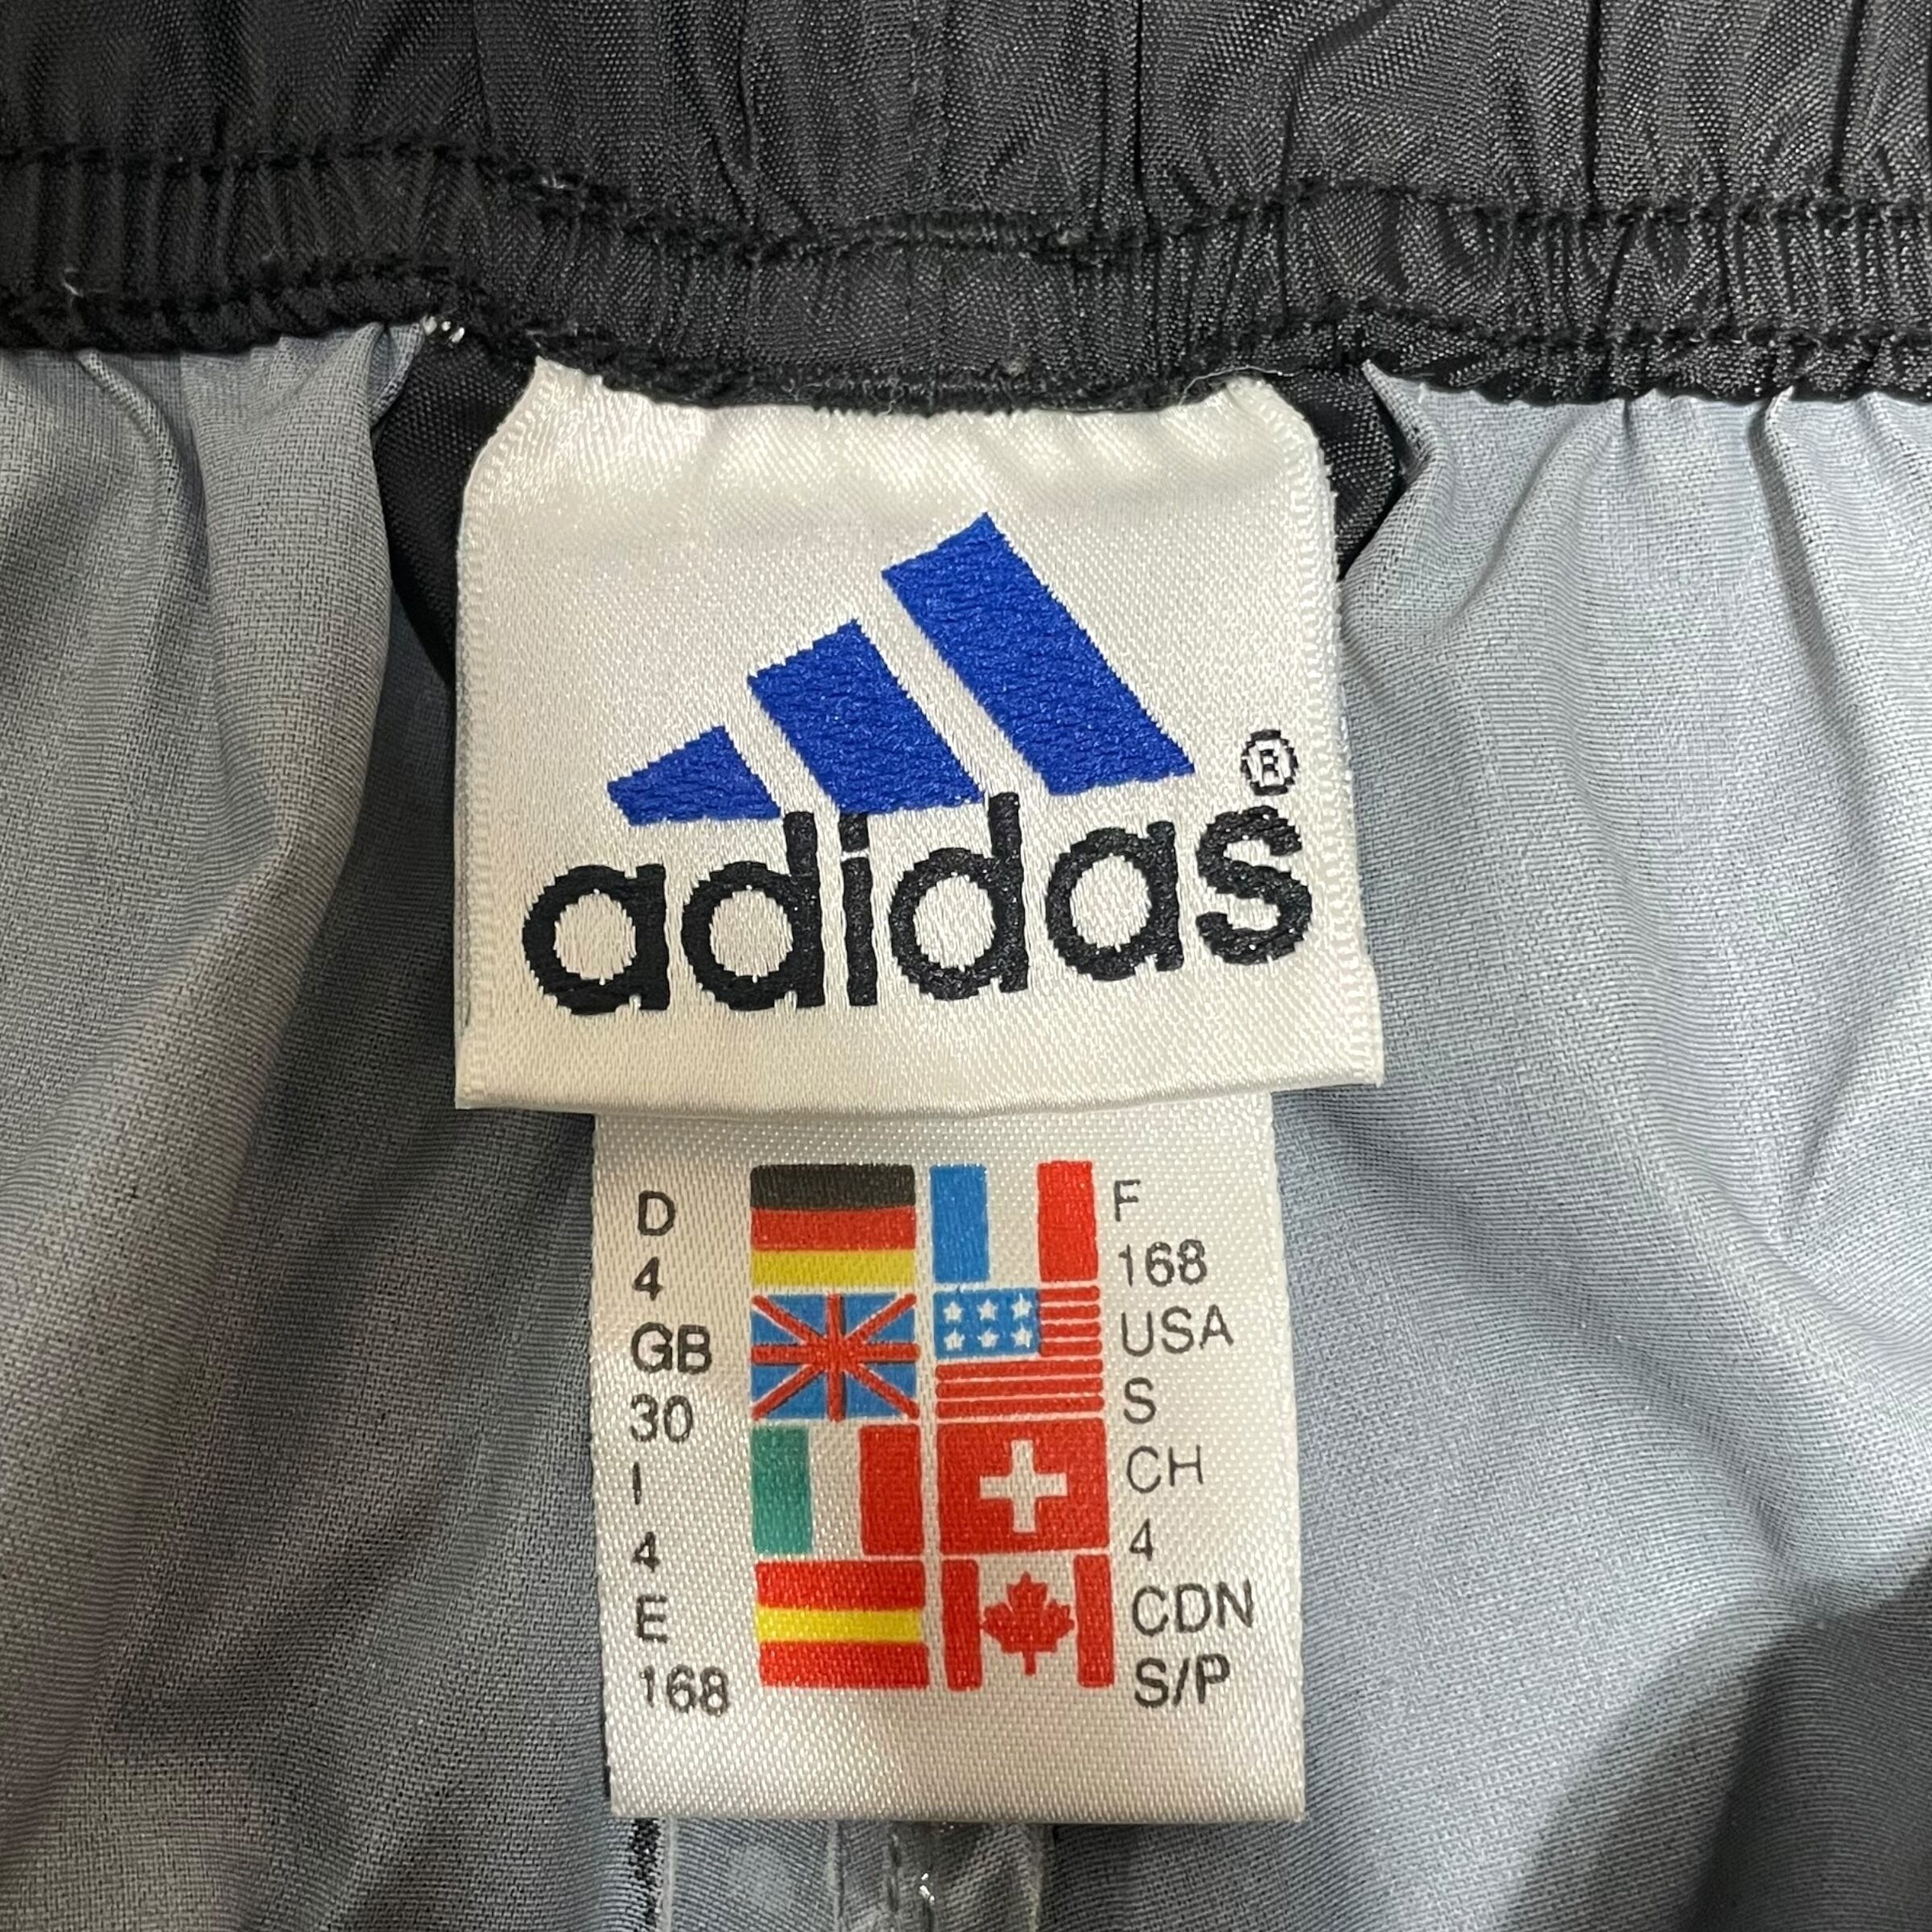 ®
adidas
D
4
GB
30
I
4
E
168
F
168
USA
S
CH
4
CDN
S/P